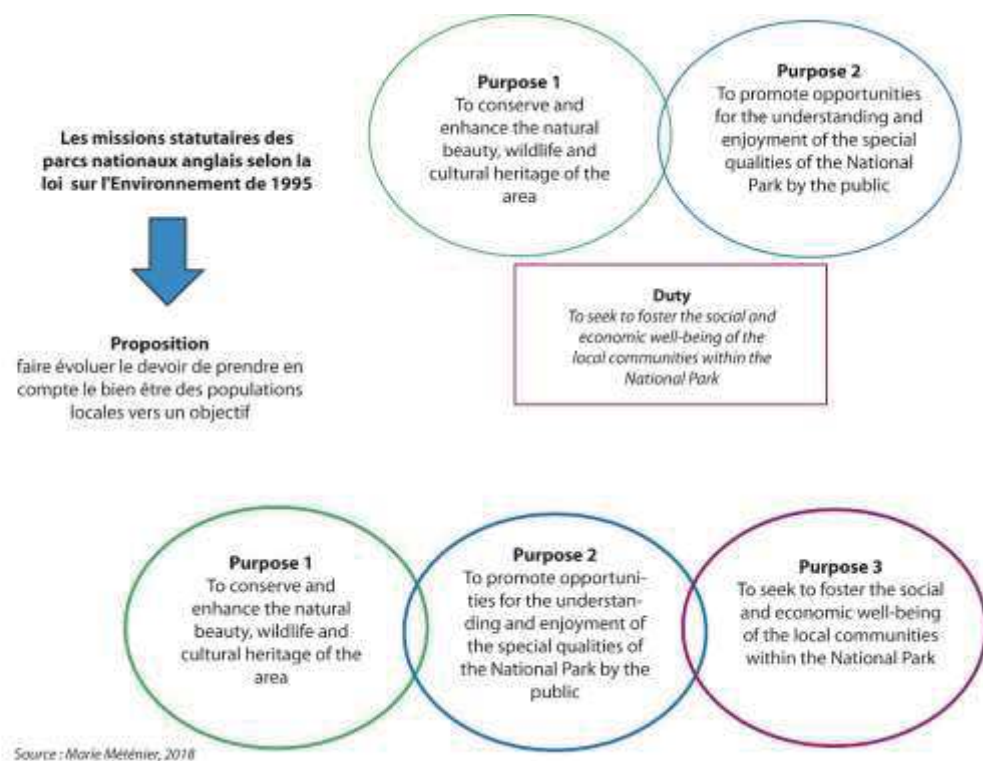 Les missions statutaires des
parcs nationaux anglais selon la
loi sur l'Environnement de 1995
Purpose 1
To conserve and
enhance the natural
beauty, wildlife and
cultural heritage of the
area
Purpose 2
To promote opportunities
for the understanding and
enjoyment of the special
qualities of the National
Park by the public
Duty
To seek to foster the social and
economic well-being of the
local communities within the
National Park
Proposition
faire évoluer le devoir de prendre en
compte le bien être des populations
locales vers un objectif
Purpose 1
To conserve and
enhance the natural
beauty, wildlife and
cultural heritage of the
area
Purpose 2
To promote opportuni-
ities for the understan-
ding and enjoyment of
the special qualities of
the National Park by the
public
Purpose 3
To seek to foster the social
and economic well-being
of the local communities
within the National Park
Source : Marie Méténier, 2018